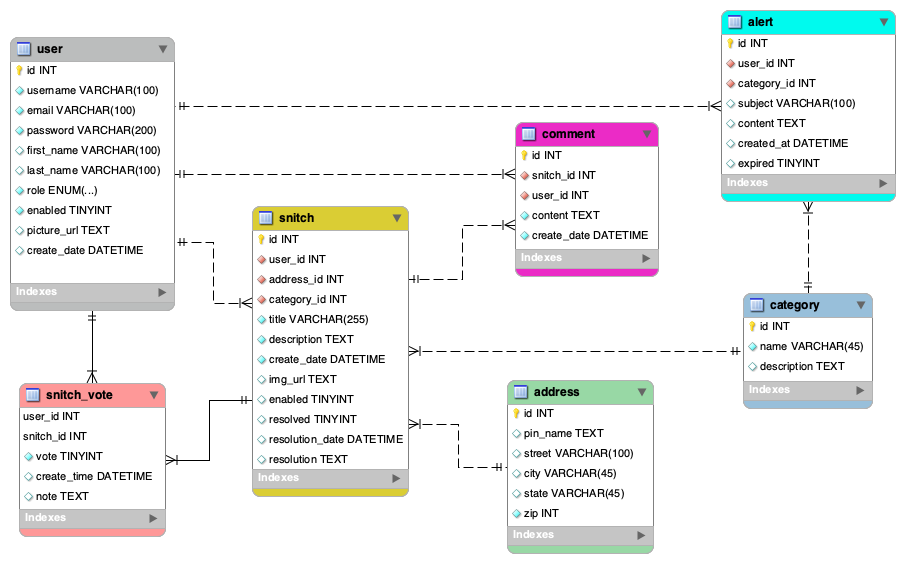 user
id INT
username VARCHAR(100)
email VARCHAR(100)
password VARCHAR(200)
first_name VARCHAR(100)
last_name VARCHAR(100)
role ENUM(...)
enabled TINYINT
picture_url TEXT
create_date DATETIME
Indexes
alert
id INT
user_id INT
category_id INT
subject VARCHAR(100)
content TEXT
created_at DATETIME
expired TINYINT
Indexes
comment
id INT
snitch_id INT
user_id INT
content TEXT
create_date DATETIME
Indexes
snitch
id INT
user_id INT
address_id INT
category_id INT
title VARCHAR(255)
description TEXT
create_date DATETIME
img_url TEXT
enabled TINYINT
resolved TINYINT
resolution_date DATETIME
resolution TEXT
Indexes
category
id INT
name VARCHAR(45)
description TEXT
Indexes
snitch_vote
user_id INT
snitch_id INT
vote TINYINT
create_time DATETIME
note TEXT
Indexes
address
id INT
pin_name TEXT
street VARCHAR(100)
city VARCHAR(45)
state VARCHAR(45)
zip INT
Indexes